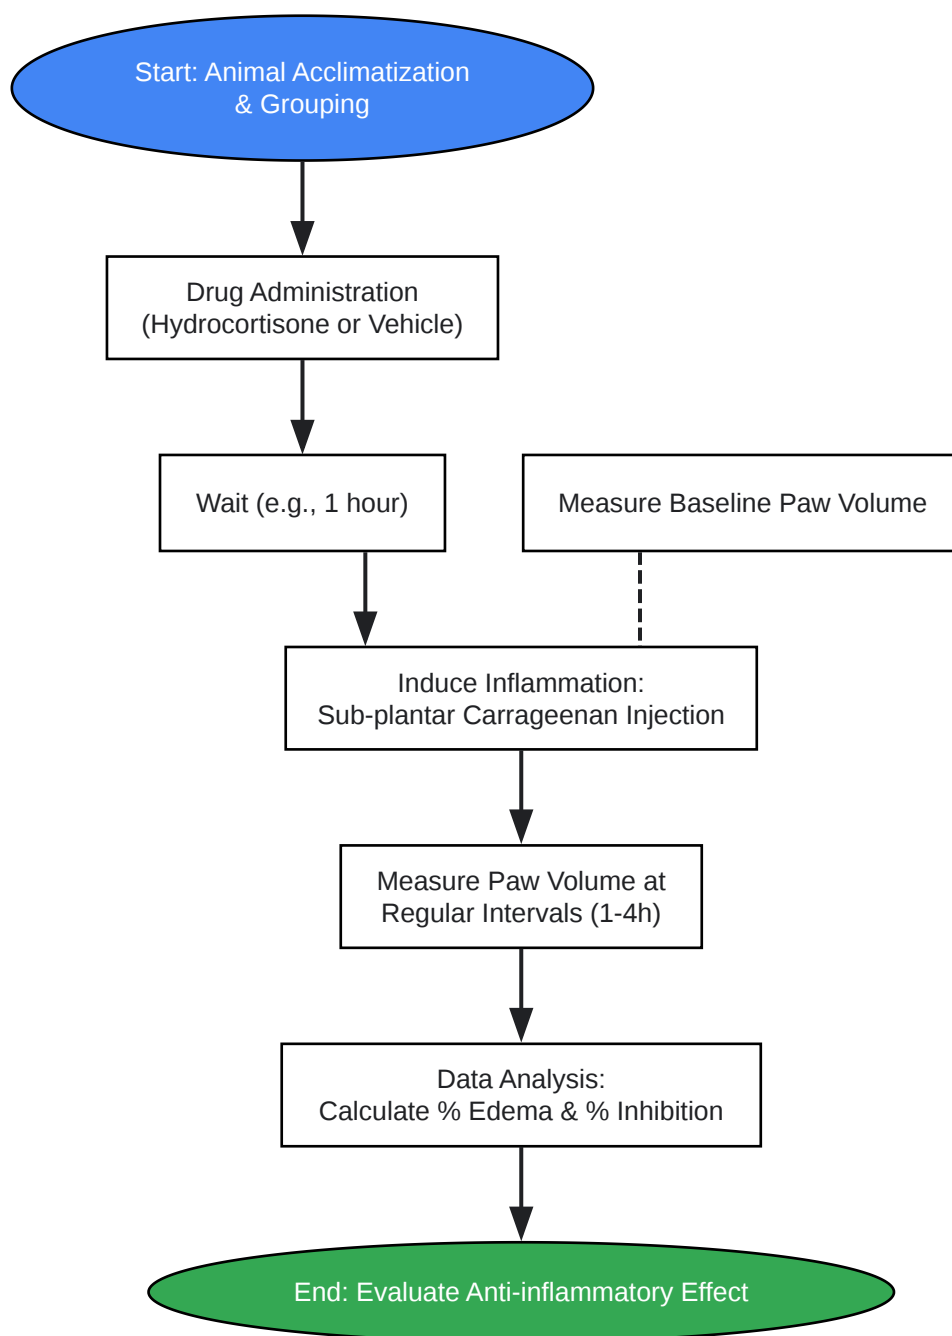 Start: Animal Acclimatization
& Grouping
Drug Administration
(Hydrocortisone or Vehicle)
Wait (e.g., 1 hour)
Measure Baseline Paw Volume
Induce Inflammation:
Sub-plantar Carrageenan Injection
Measure Paw Volume at
Regular Intervals (1-4h)
Data Analysis:
Calculate % Edema & % Inhibition
End: Evaluate Anti-inflammatory Effect